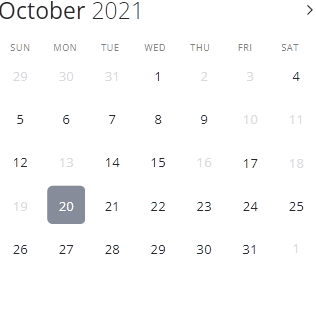 October 2021 >
SUN MON TUE WED THU FRI SAT
29 30 31 1 2 3 4
5 6 7 8 9 10 11
12 13 14 15 16 17 18
19 20 21 22 23 24 25
26 27 28 29 30 31 1